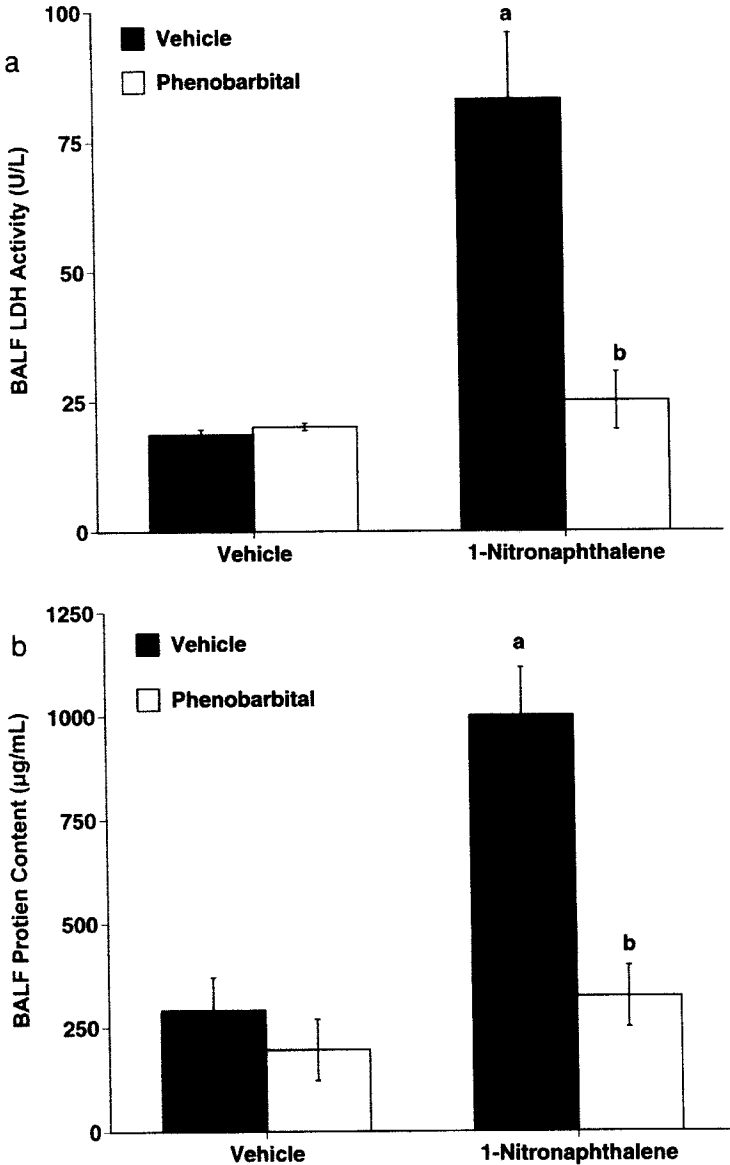 a
BALF LDH Activity (U/L)
100
75
50
25
0
Vehicle
Phenobarbital
a
b
Vehicle
1-Nitronaphthalene
b
BALF Protien Content (µg/mL)
1250
1000
750
500
250
0
Vehicle
Phenobarbital
a
b
Vehicle
1-Nitronaphthalene